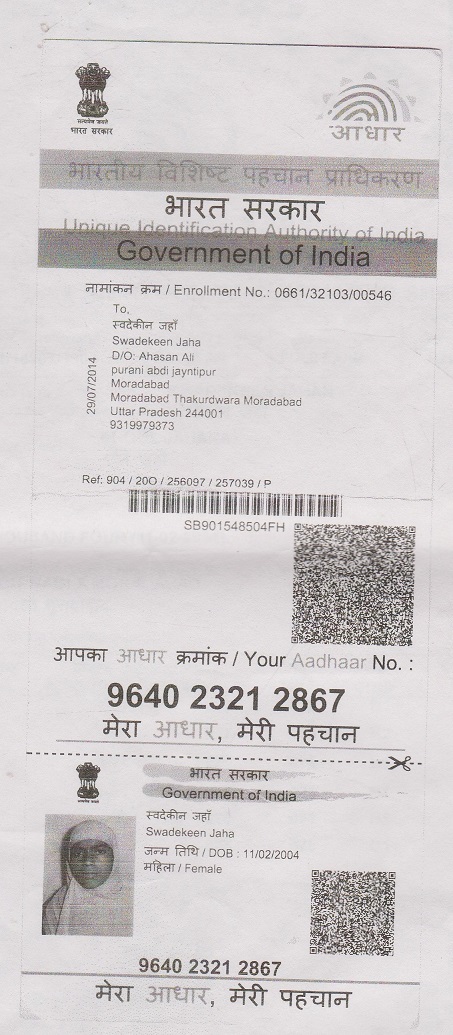 सत्यमेव जयते
भारत सरकार
आधार
भारतीय विशिष्ट पहचान प्राधिकरण
भारत सरकार
Unique Identification Authority of India
Government of India
नामांकन क्रम / Enrollment No.: 0661/32103/00546
To,
स्वदेकीन जहाँ
Swadekeen Jaha
D/O: Ahasan Ali
purani abdi jayntipur
Moradabad
Moradabad Thakurdwara Moradabad
Uttar Pradesh 244001
9319979373
29/07/2014
Ref: 904 / 20O / 256097 / 257039 / P
SB901548504FH
आपका आधार क्रमांक / Your Aadhaar No. :
9640 2321 2867
मेरा आधार, मेरी पहचान
भारत सरकार
Government of India
स्वदेकीन जहाँ
Swadekeen Jaha
जन्म तिथि / DOB : 11/02/2004
महिला / Female
9640 2321 2867
मेरा आधार, मेरी पहचान